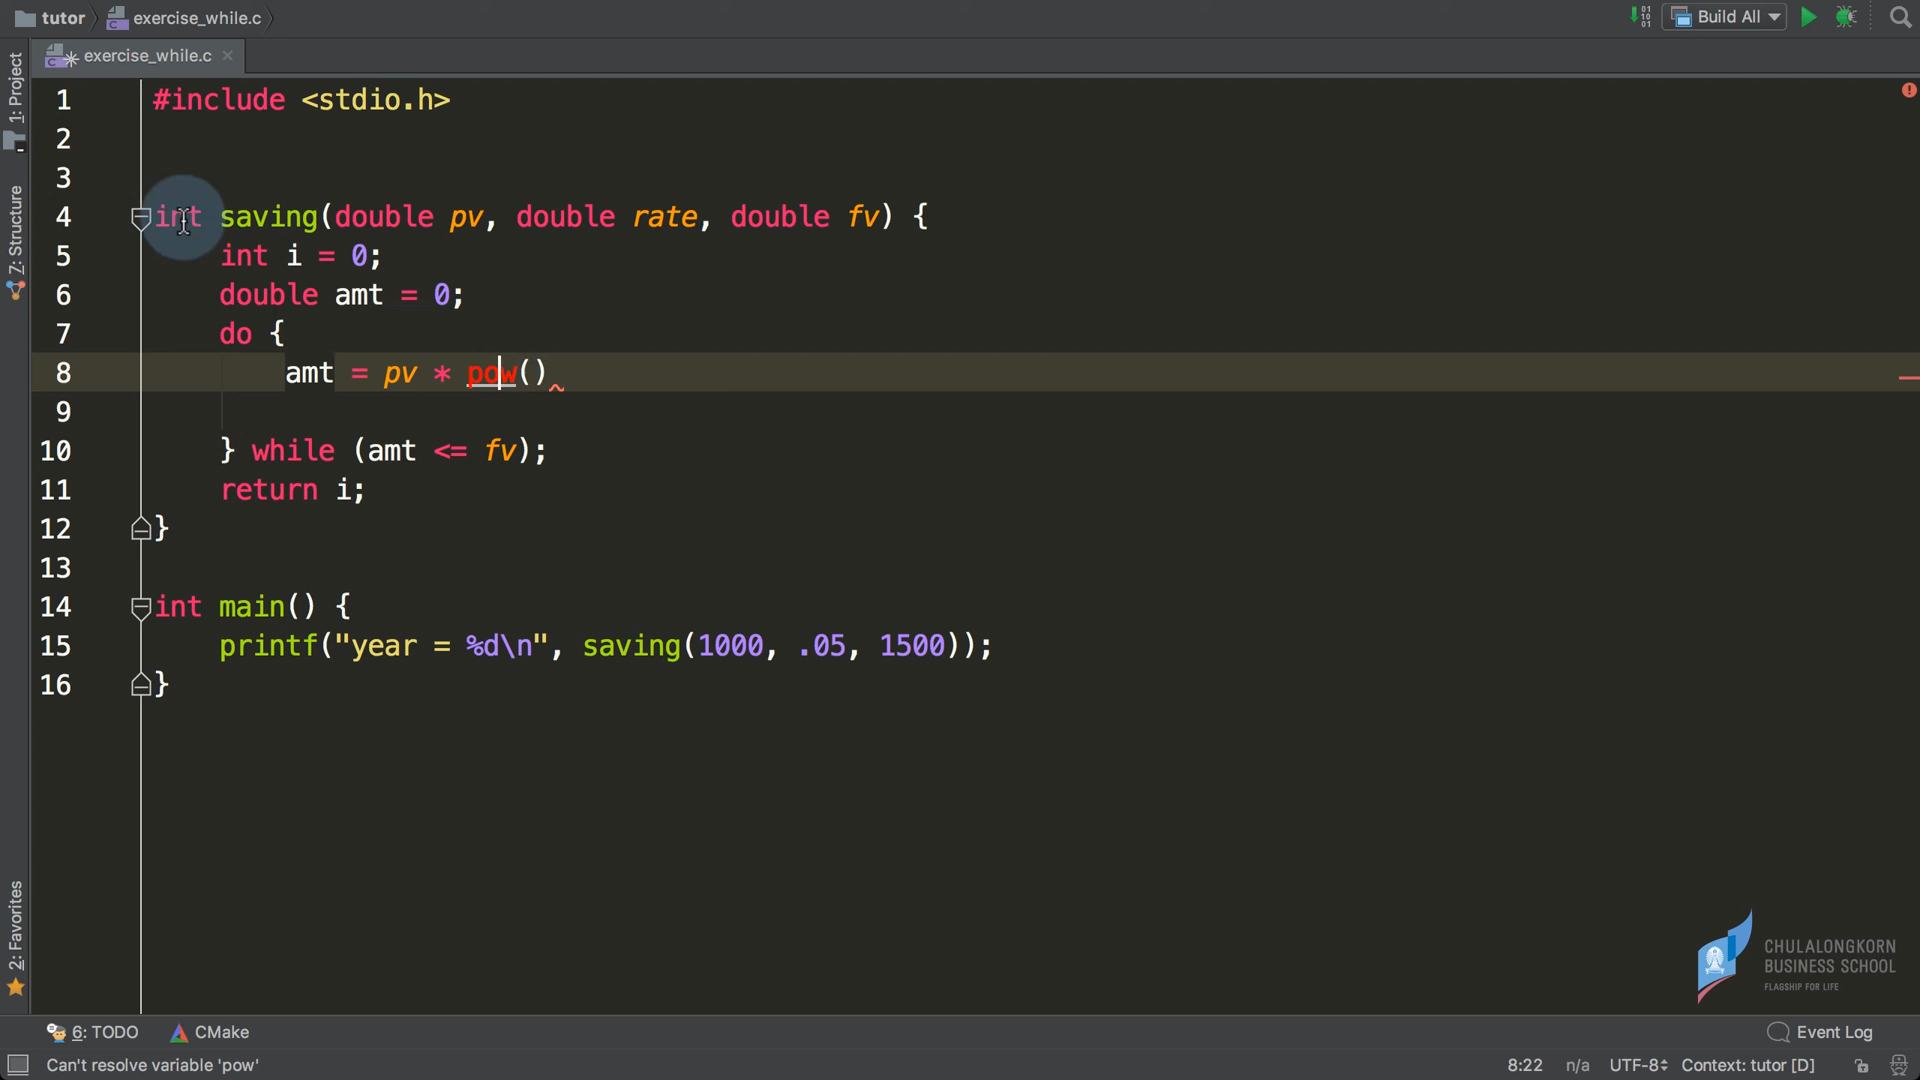 tutor exercise_while.c Build All
exercise_while.c
1: Project
7: Structure
2: Favorites
1 #include <stdio.h>
2
3
4 int saving(double pv, double rate, double fv) {
5 int i = 0;
6 double amt = 0;
7 do {
8 amt = pv * pow()
9
10 } while (amt <= fv);
11 return i;
12 }
13
14 int main() {
15 printf("year = %d\n", saving(1000, .05, 1500));
16 }
CHULALONGKORN
BUSINESS SCHOOL
FLAGSHIP FOR LIFE
6: TODO CMake Event Log
Can't resolve variable 'pow' 8:22 n/a UTF-8 Context: tutor [D]